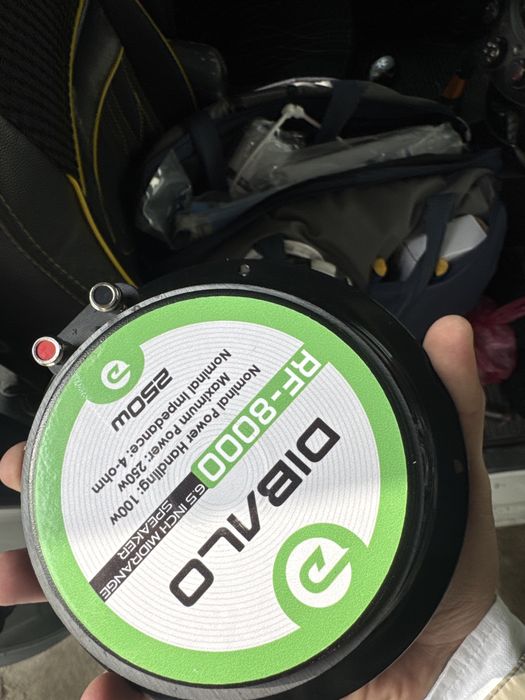 DIBALO
RF-8000
6.5 INCH MIDRANGE
SPEAKER
Nominal Power Handling: 100w
Maximum Power: 250W
Nominal Impedance: 4-ohm
250W